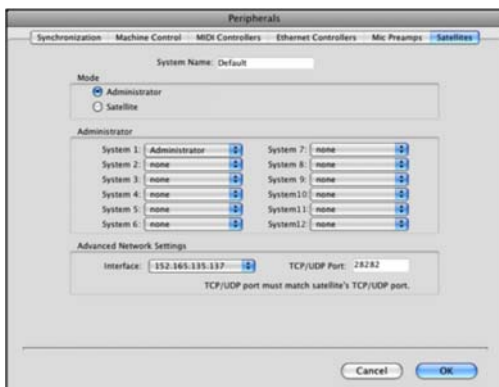 Peripherals
Synchronization Machine Control MIDI Controllers Ethernet Controllers Mic Preamps Satellites
System Name: Default
Mode
Administrator
Satellite
Administrator
System 1: Administrator System 7: none
System 2: none System 8: none
System 3: none System 9: none
System 4: none System10: none
System 5: none System11: none
System 6: none System12: none
Advanced Network Settings
Interface: 152.165.135.137 TCP/UDP Port: 28282
TCP/UDP port must match satellite's TCP/UDP port.
Cancel OK